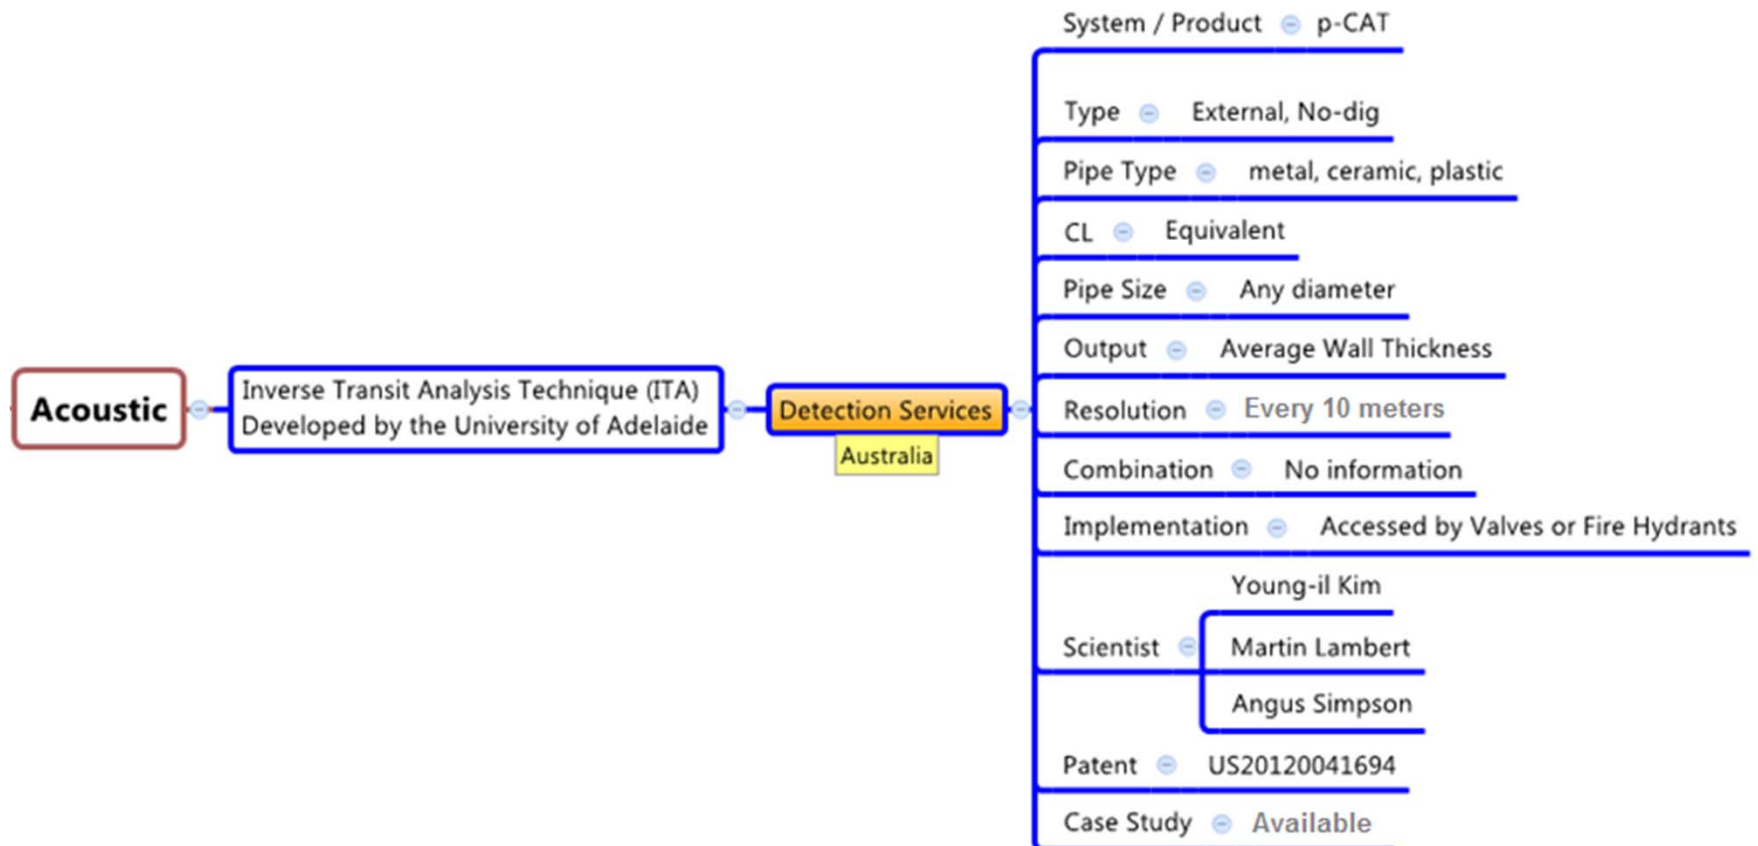 System / Product p-CAT
Type External, No-dig
Pipe Type metal, ceramic, plastic
CL Equivalent
Pipe Size Any diameter
Output Average Wall Thickness
Acoustic
Inverse Transit Analysis Technique (ITA)
Developed by the University of Adelaide
Detection Services
Australia
Resolution Every 10 meters
Combination No information
Implementation Accessed by Valves or Fire Hydrants
Young-il Kim
Scientist Martin Lambert
Angus Simpson
Patent US20120041694
Case Study Available